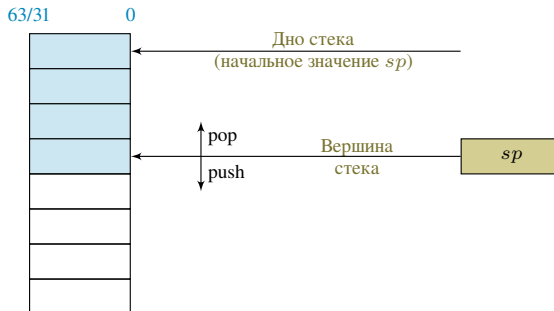 63/31 0
Дно стека
(начальное значение sp)
pop
Вершина
sp
push
стека